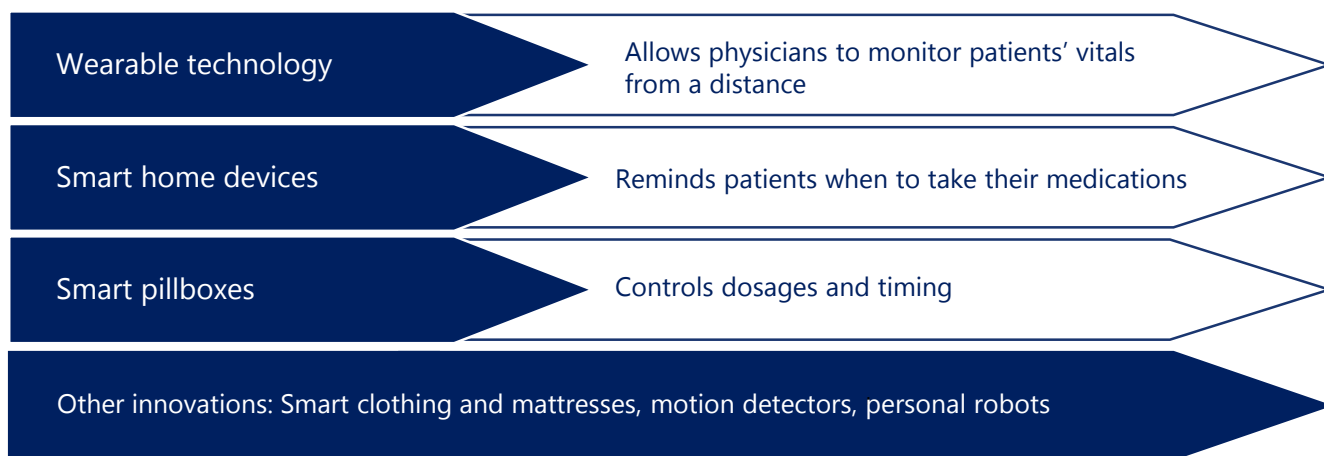 Wearable technology
Allows physicians to monitor patients’ vitals
from a distance
Smart home devices
Reminds patients when to take their medications
Smart pillboxes
Controls dosages and timing
Other innovations: Smart clothing and mattresses, motion detectors, personal robots